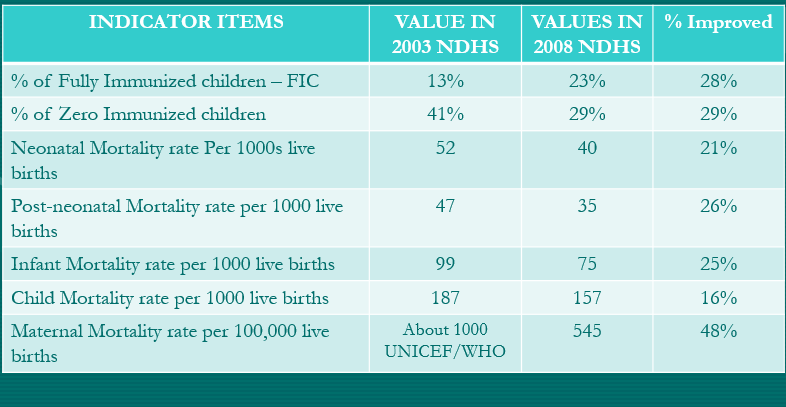 INDICATOR ITEMS
VALUE IN
2003 NDHS
VALUES IN
2008 NDHS
% Improved
% of Fully Immunized children – FIC
13%
23%
28%
% of Zero Immunized children
41%
29%
29%
Neonatal Mortality rate Per 1000s live
births
52
40
21%
Post-neonatal Mortality rate per 1000 live
births
47
35
26%
Infant Mortality rate per 1000 live births
99
75
25%
Child Mortality rate per 1000 live births
187
157
16%
Maternal Mortality rate per 100,000 live
births
About 1000
UNICEF/WHO
545
48%